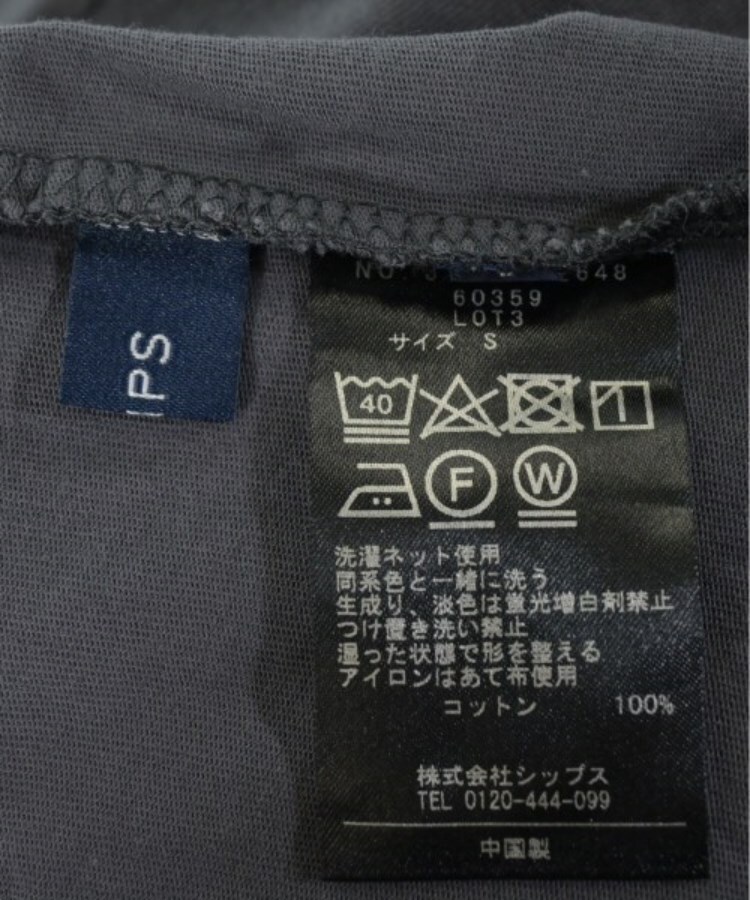 IPS
648
60359
LOT3
サイズ S
40
F
W
洗濯ネット使用
同系色と一緒に洗う
生成り、淡色は蛍光増白剤禁止
つけ置き洗い禁止
湿った状態で形を整える
アイロンはあて布使用
コットン 100%
株式会社シップス
TEL 0120-444-099
中国製